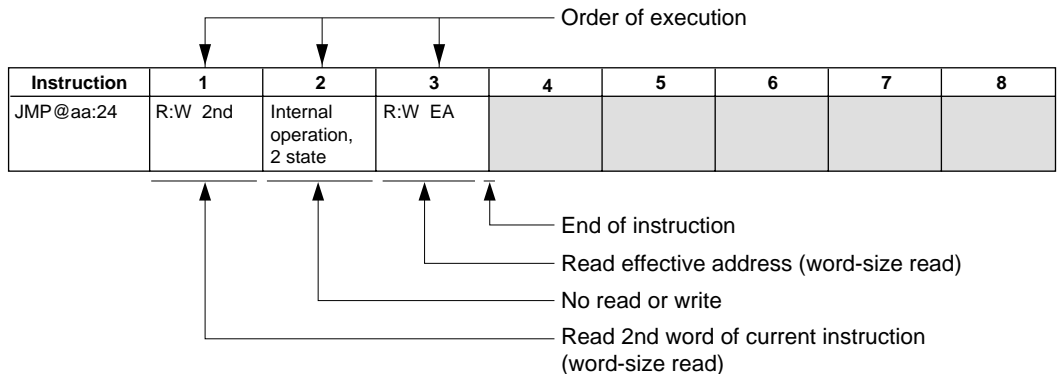 Order of execution
Instruction 1 2 3 4 5 6 7 8
JMP@aa:24 R:W 2nd Internal operation, 2 state R:W EA
End of instruction
Read effective address (word-size read)
No read or write
Read 2nd word of current instruction
(word-size read)